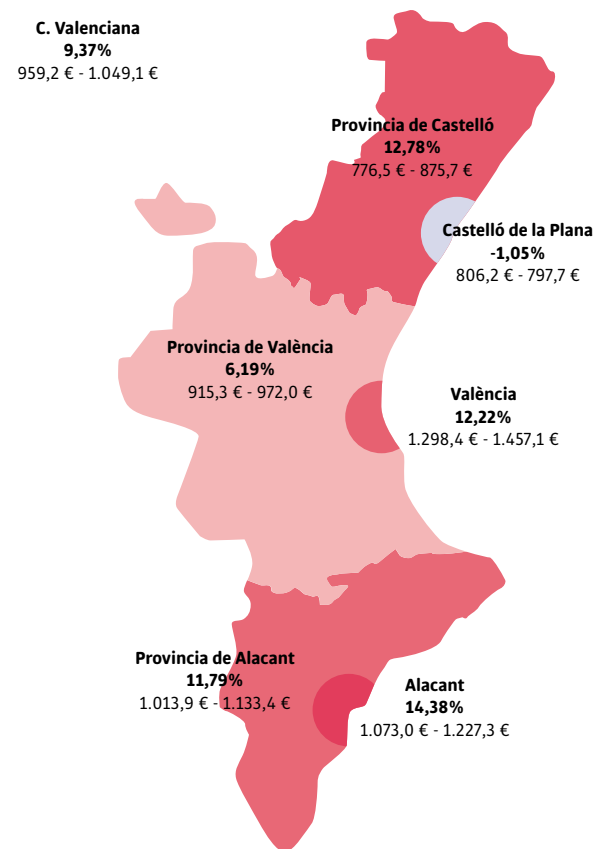 C. Valenciana
9,37%
959,2 € - 1.049,1 €
Provincia de Castelló
12,78%
776,5 € - 875,7 €
Castelló de la Plana
-1,05%
806,2 € - 797,7 €
Provincia de València
6,19%
915,3 € - 972,0 €
València
12,22%
1.298,4 € - 1.457,1 €
Provincia de Alacant
11,79%
1.013,9 € - 1.133,4 €
Alacant
14,38%
1.073,0 € - 1.227,3 €